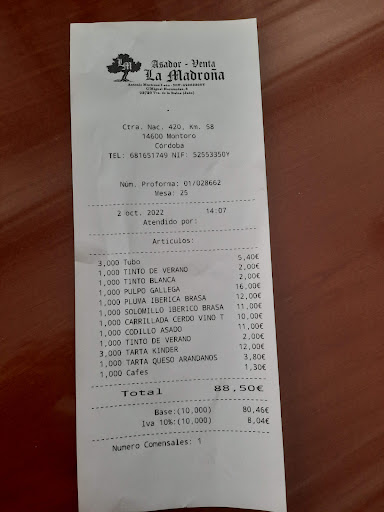 LM
Asador - Venta
La Madroña
Ctra. Nac. 420, Km. 58
14600 Montoro
Córdoba
TEL: 681651749 NIF: 52553350Y
Núm. Proforma: 01/028662
Mesa: 25
2 oct. 2022 14:07
Atendido por:
Artículos:
3,000 Tubo 5,40€
1,000 TINTO DE VERANO 2,00€
1,000 TINTO BLANCA 2,00€
1,000 PULPO GALLEGA 16,00€
1,000 PLUMA IBERICA BRASA 12,00€
1,000 SOLOMILLO IBERICO BRASA 11,00€
1,000 CARRILLADA CERDO VINO T 10,00€
1,000 CODILLO ASADO 11,00€
1,000 TINTO DE VERANO 2,00€
3,000 TARTA KINDER 12,00€
1,000 TARTA QUESO ARANDANOS 3,80€
1,000 Cafes 1,30€
Total 88,50€
Base:(10,000) 80,46€
Iva 10%:(10,000) 8,04€
Numero Comensales: 1